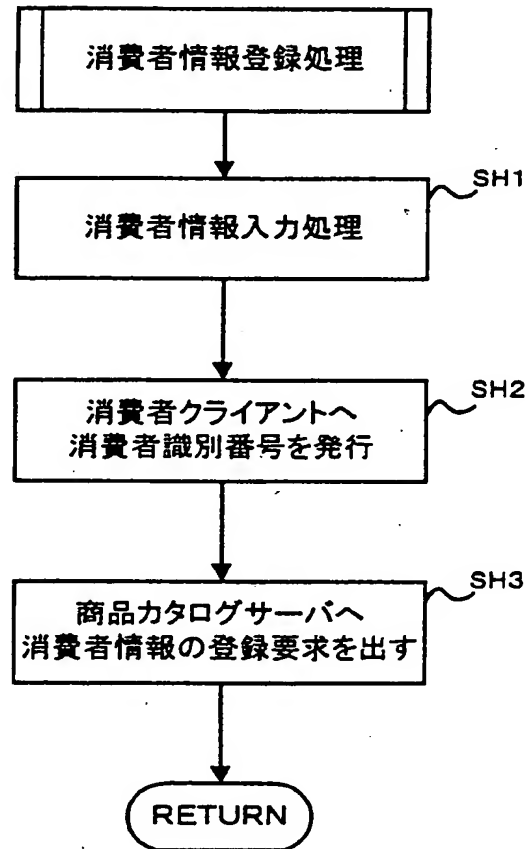 消費者情報登録処理
SH1
消費者情報入力処理
SH2
消費者クライアントへ
消費者識別番号を発行
SH3
商品カタログサーバへ
消費者情報の登録要求を出す
RETURN